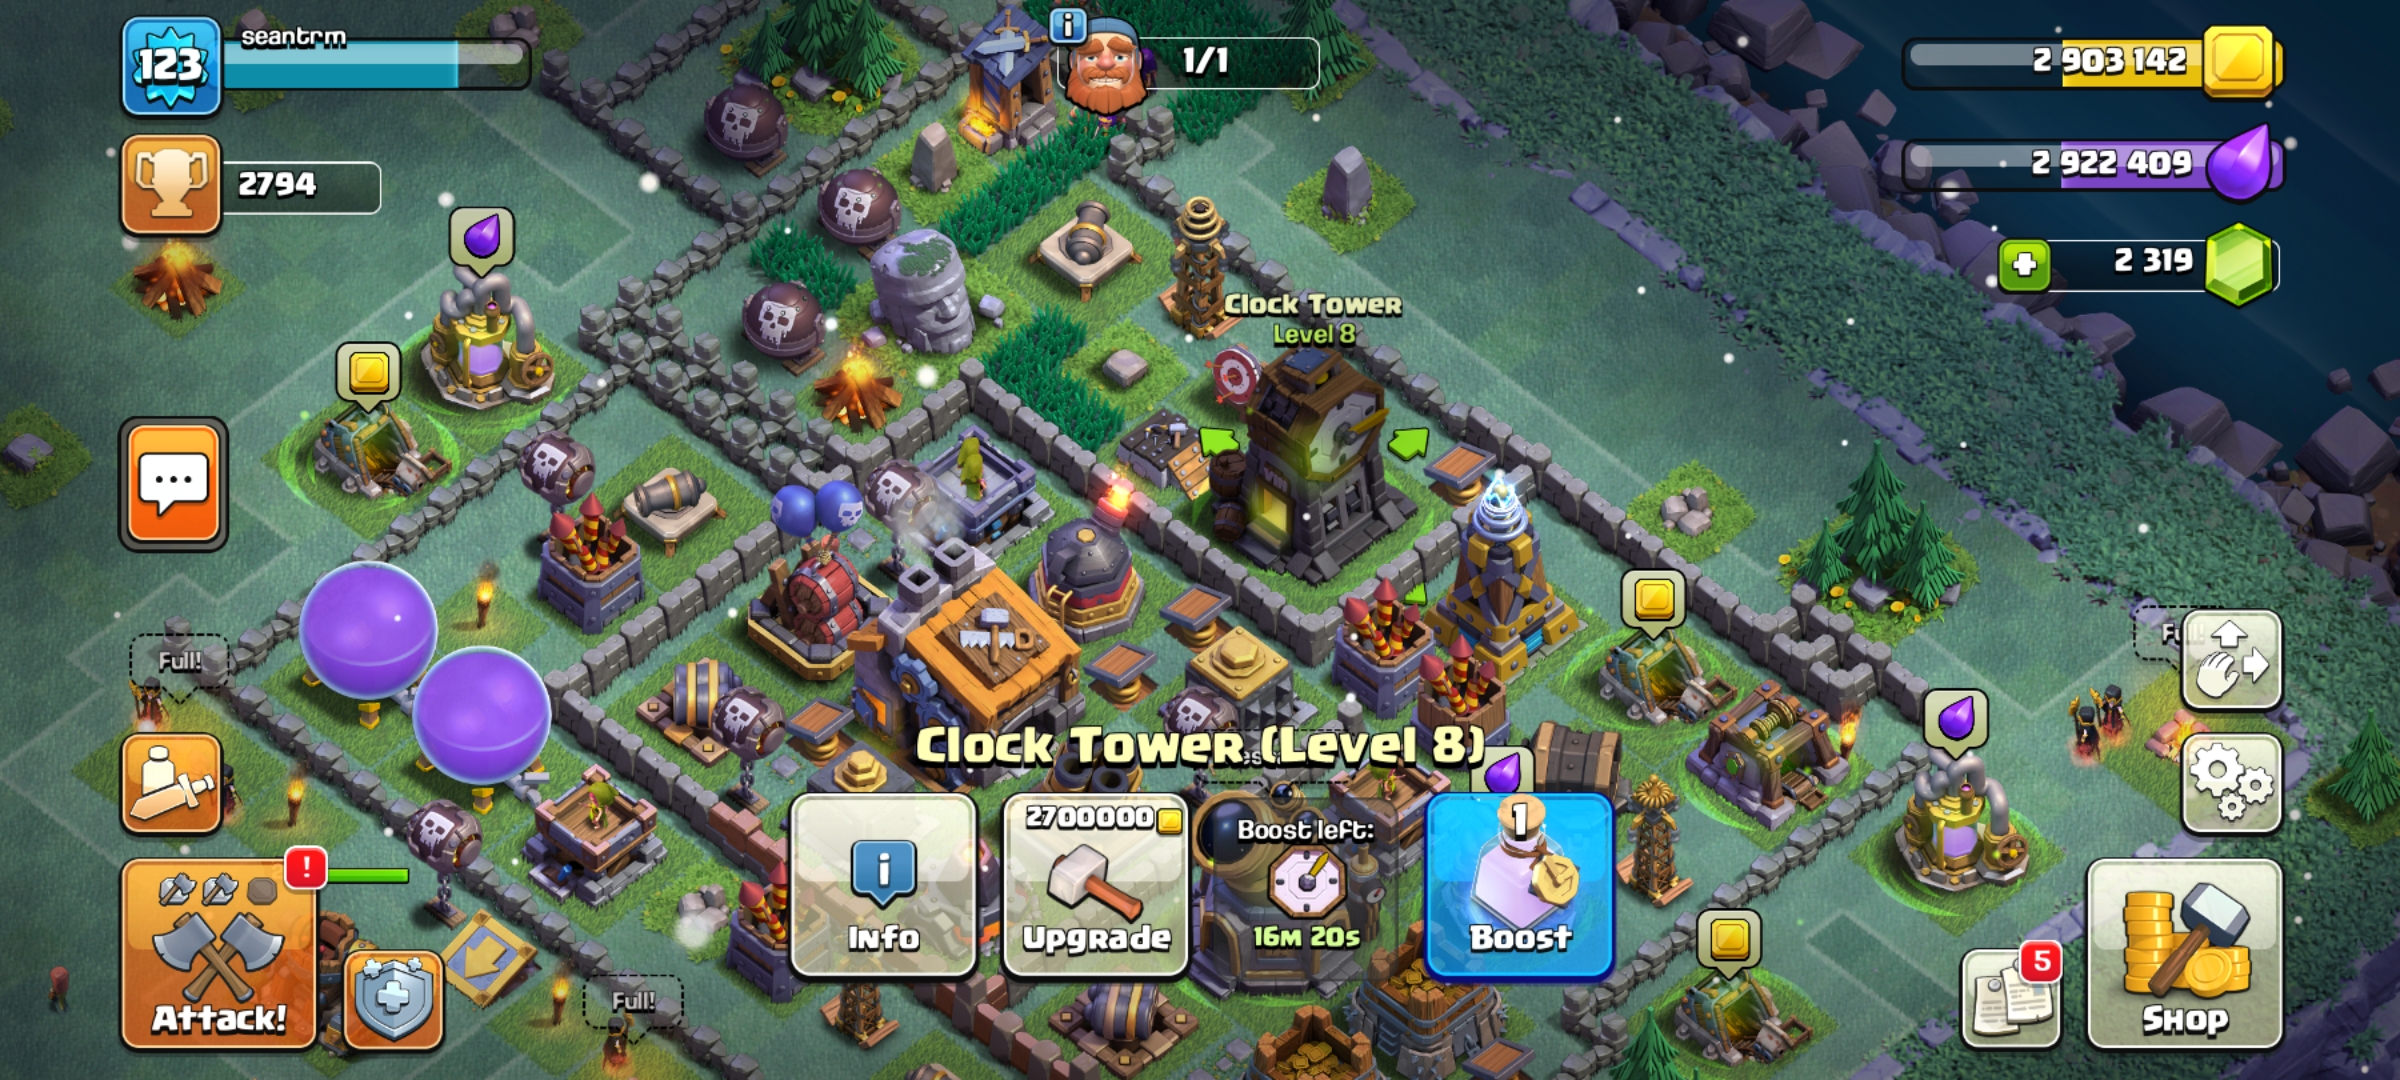 seantrm
123
1/1
2 903 142
2794
2 922 409
2 319
Clock Tower
Level 8
Full!
Full!
Clock Tower (Level 8)
2700000
Boost left:
1
Info
Upgrade
16M 20s
Boost
!
5
Full!
Attack!
Shop